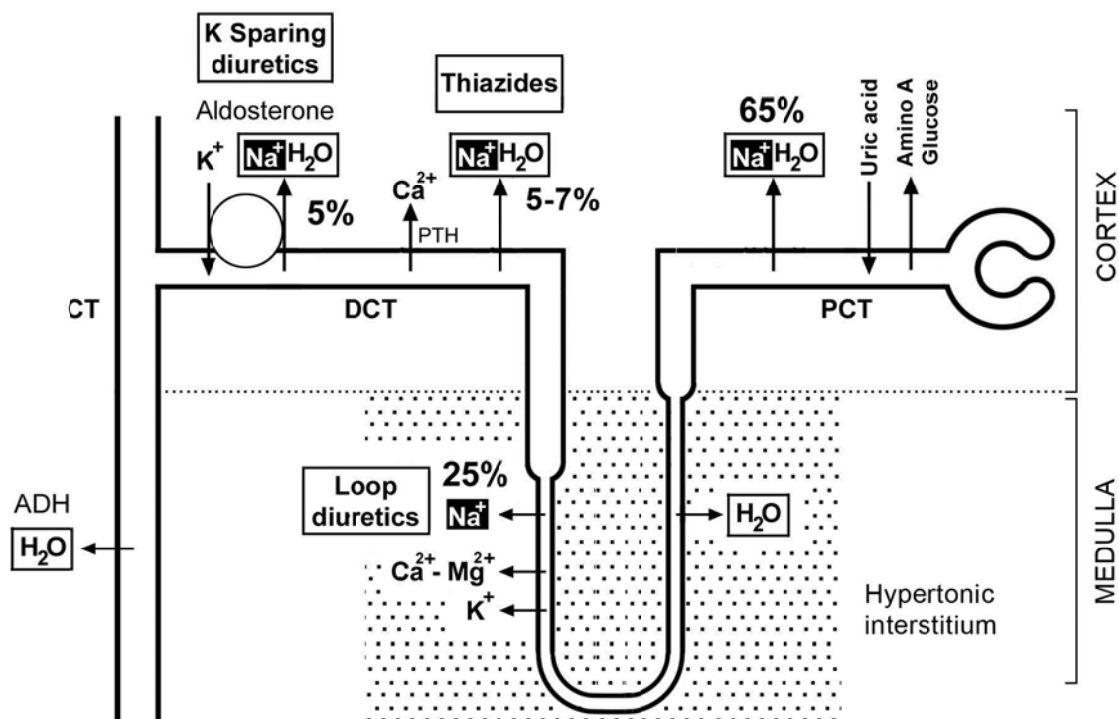 K Sparing
diuretics
Thiazides
Aldosterone
65%
K⁺
Na⁺ H₂O
5%
Ca²⁺
PTH
Na⁺ H₂O
5-7%
Na⁺ H₂O
Uric acid
Amino A
Glucose
CORTEX
CT
DCT
PCT
Loop
diuretics
25%
Na⁺
H₂O
ADH
H₂O
Ca²⁺- Mg²⁺
K⁺
Hypertonic
interstitium
MEDULLA